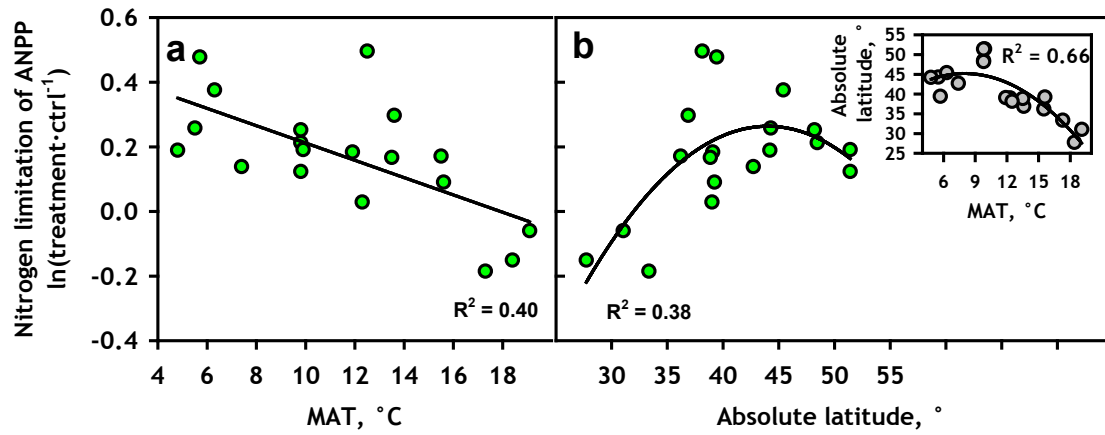 Nitrogen limitation of ANPP
ln(treatment·ctrl⁻¹)
0.6
0.4
0.2
0.0
-0.2
-0.4
a
R² = 0.40
4 6 8 10 12 14 16 18
MAT, ˚C
b
R² = 0.38
30 35 40 45 50 55
Absolute latitude, ˚
Absolute
latitude, ˚
55
50
45
40
35
30
25
R² = 0.66
6 9 12 15 18
MAT, ˚C